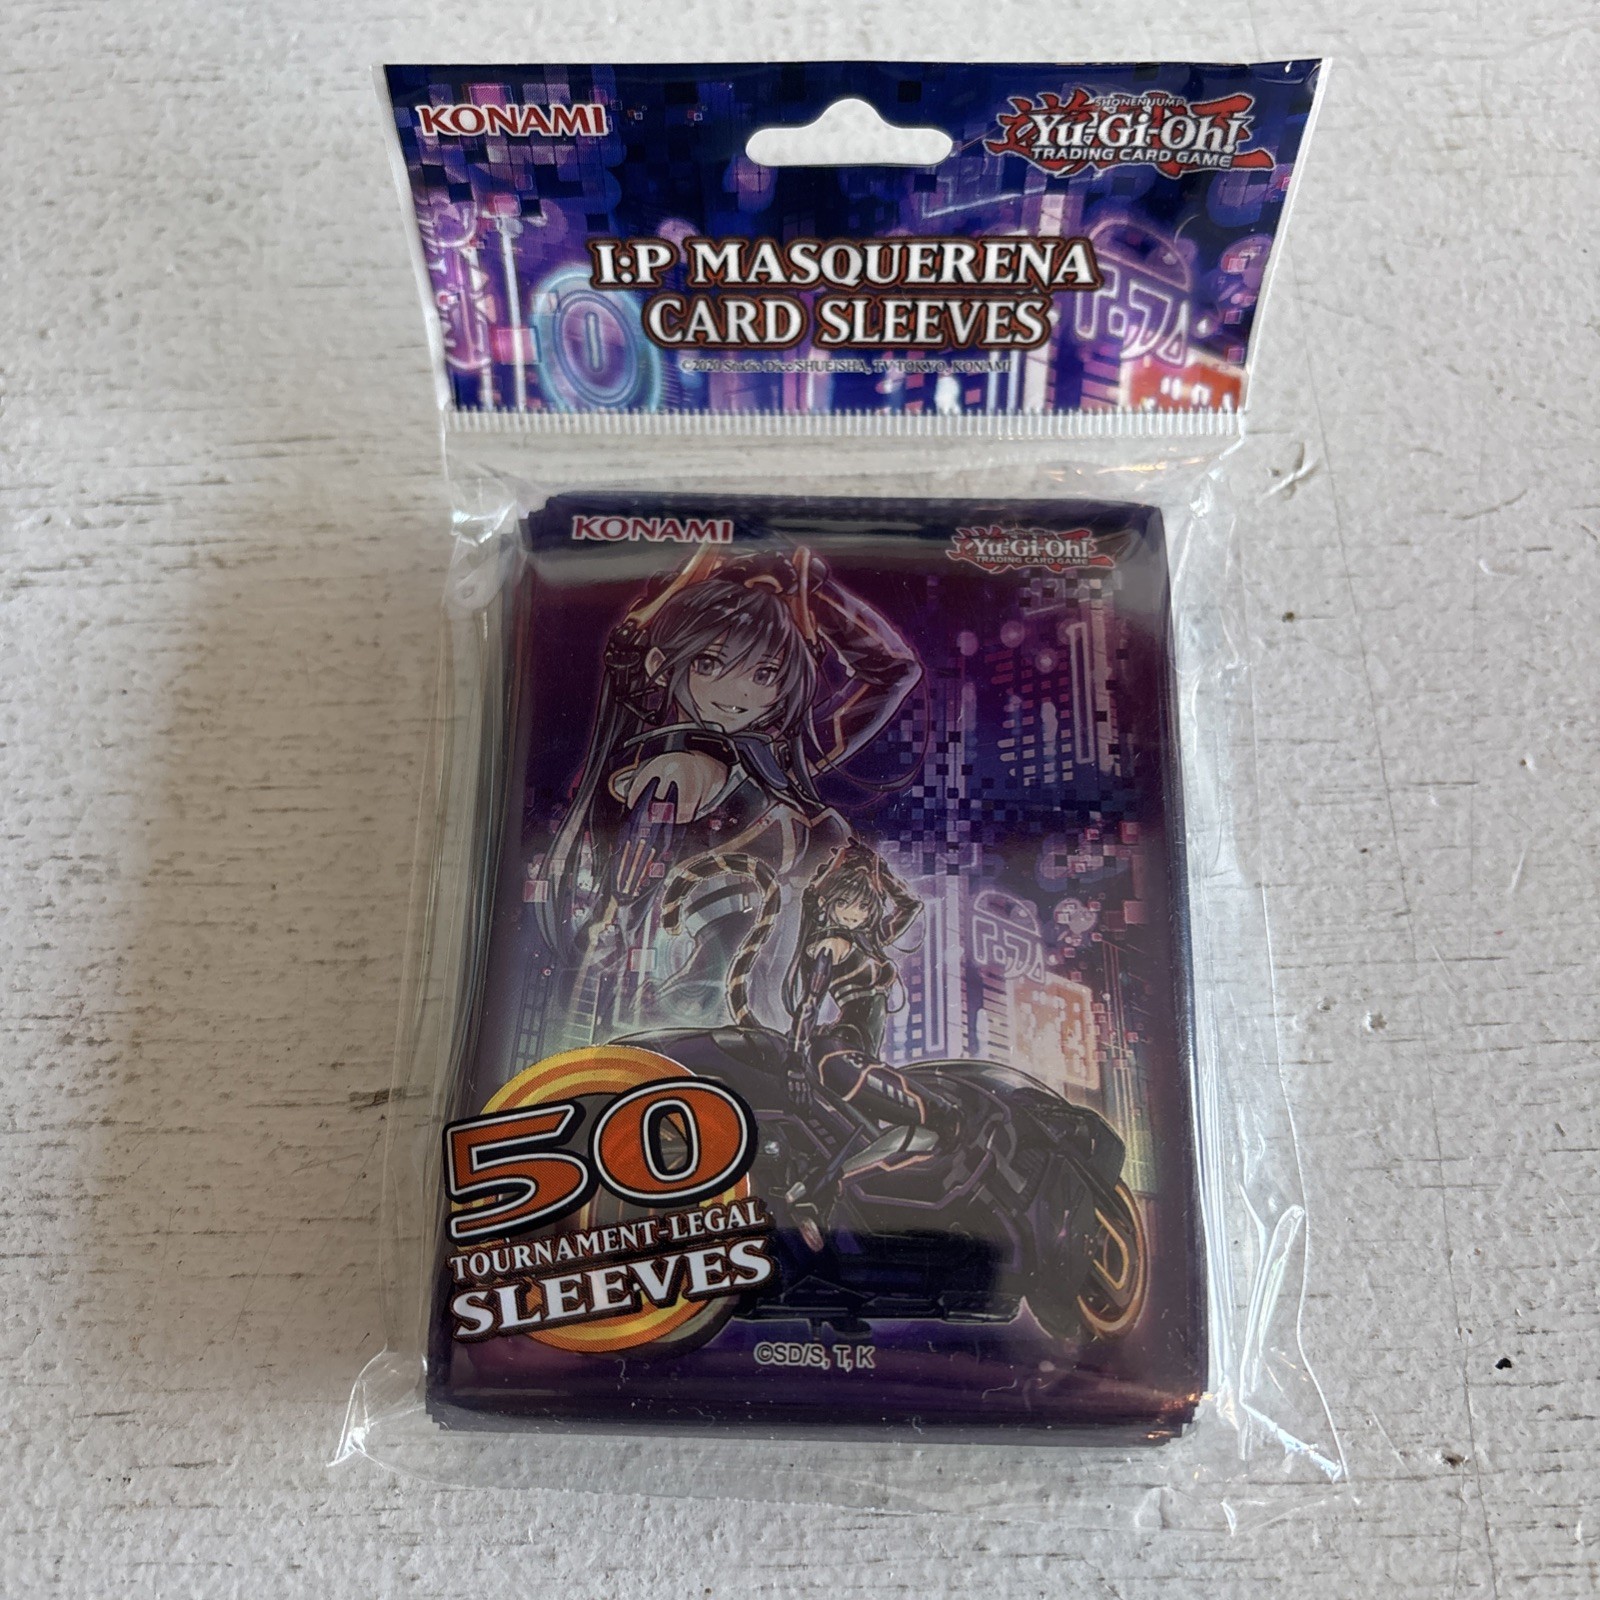 KONAMI
SHONEN JUMP
Yu-Gi-Oh!
TRADING CARD GAME
I:P MASQUERENA
CARD SLEEVES
©2020 Studio Dice/SHUEISHA, TV TOKYO, KONAMI
KONAMI
Yu-Gi-Oh!
TRADING CARD GAME
50
TOURNAMENT-LEGAL
SLEEVES
©SD/S, T, K